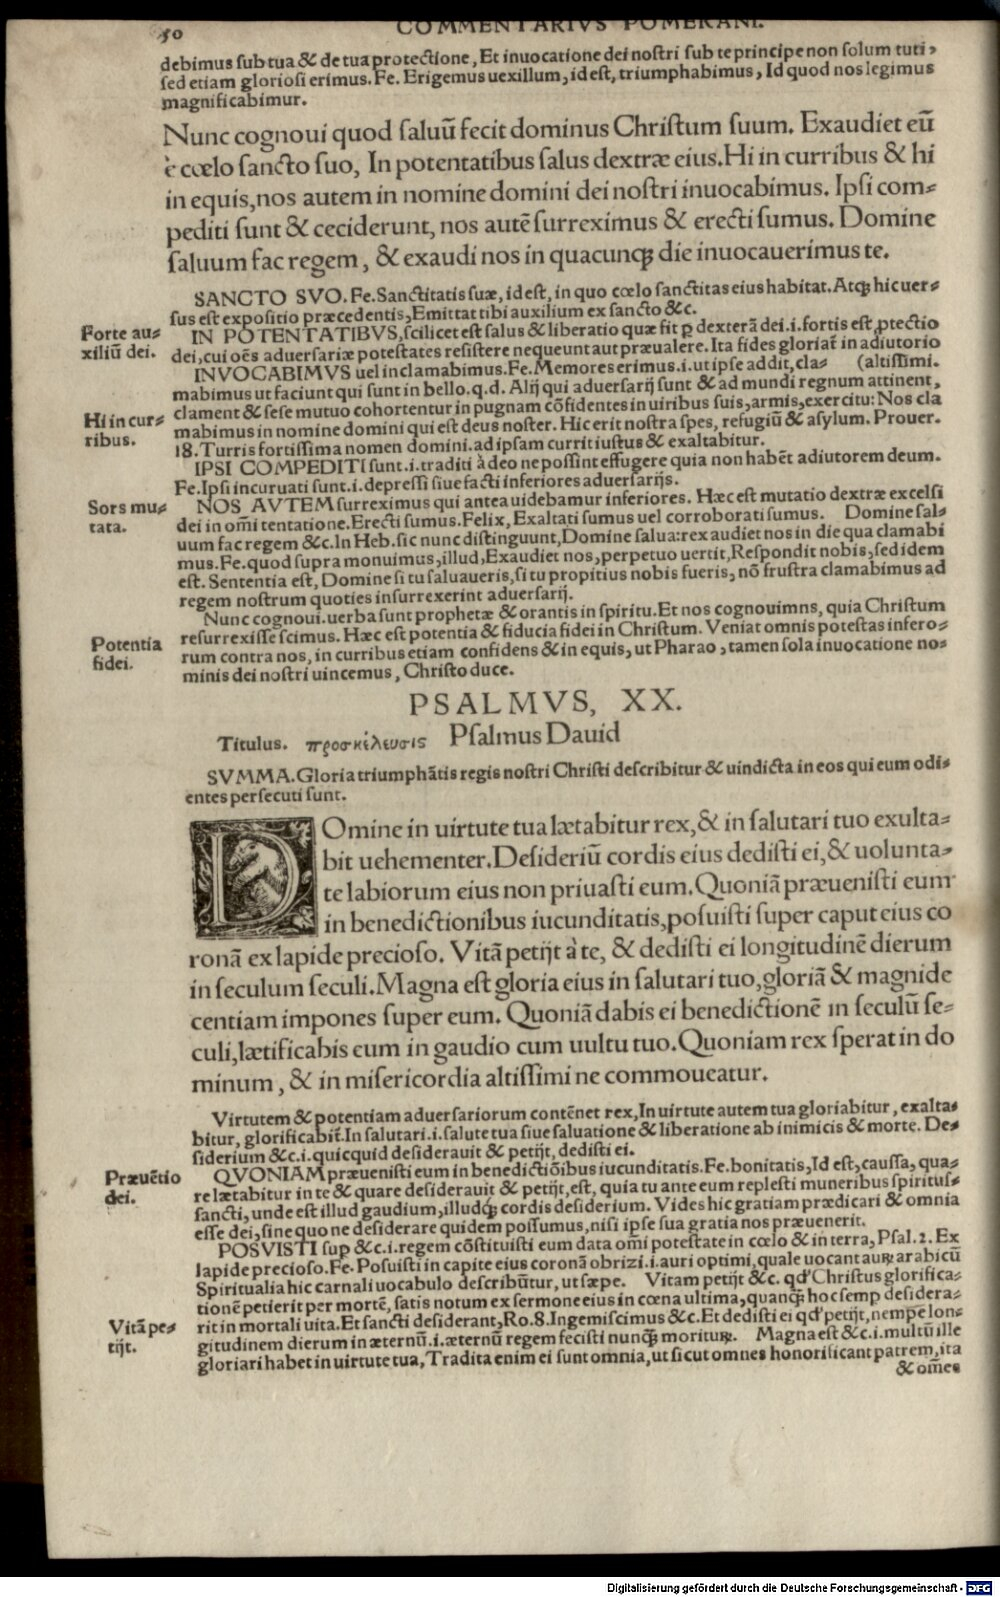 50
COMMENTARIVS POMERANI.
debimus sub tua & de tua protectione, Et inuocatione dei nostri sub te principe non solum tuti,
sed etiam gloriosi erimus. Fe. Erigemus uexillum, id est, triumphabimus, Id quod nos legimus
magnificabimur.
Nunc cognoui quod saluū fecit dominus Christum suum. Exaudiet eū
è cœlo sancto suo, In potentatibus salus dextræ eius. Hi in curribus & hi
in equis, nos autem in nomine domini dei nostri inuocabimus. Ipsi com-
pediti sunt & ceciderunt, nos autē surreximus & erecti sumus. Domine
saluum fac regem, & exaudi nos in quacunqꝫ die inuocauerimus te.
SANCTO SVO. Fe. Sanctitatis suæ, id est, in quo cœlo sanctitas eius habitat. Atqꝫ hic uer-
sus est expositio præcedentis, Emittat tibi auxilium ex sancto &c.
Forte au-
xiliū dei.
IN POTENTATIBVS, scilicet est salus & liberatio quæ fit ꝑ dexterā dei .i. fortis est ꝓtectio
dei, cui oēs aduersariæ potestates resistere nequeunt aut præualere. Ita fides gloriat̄ in adiutorio
INVOCABIMVS uel inclamabimus. Fe. Memores erimus .i. ut ipse addit, cla- (altissimi.
mabimus ut faciunt qui sunt in bello. q.d. Alij qui aduersarij sunt & ad mundi regnum attinent,
Hi in cur-
ribus.
clament & sese mutuo cohortentur in pugnam cōfidentes in uiribus suis, armis, exercitu: Nos cla
mabimus in nomine domini qui est deus noster. Hic erit nostra spes, refugiū & asylum. Prouer.
18. Turris fortissima nomen domini. ad ipsam currit iustus & exaltabitur.
IPSI COMPEDITI sunt .i. traditi à deo ne possint effugere quia non habēt adiutorem deum.
Fe. Ipsi incuruati sunt .i. depressi siue facti inferiores aduersarijs.
Sors mu-
tata.
NOS AVTEM surreximus qui antea uidebamur inferiores. Hæc est mutatio dextræ excelsi
dei in om̄i tentatione. Erecti sumus. Felix, Exaltati sumus uel corroborati sumus. Domine sal-
uum fac regem &c. In Heb. sic nunc distinguunt, Domine salua: rex audiet nos in die qua clamabi
mus. Fe. quod supra monuimus, illud, Exaudiet nos, perpetuo uertit, Respondit nobis, sed idem
est. Sententia est, Domine si tu saluaueris, si tu propitius nobis fueris, nō frustra clamabimus ad
regem nostrum quoties insurrexerint aduersarij.
Nunc cognoui. uerba sunt prophetæ & orantis in spiritu. Et nos cognouimns, quia Christum
Potentia
fidei.
resurrexisse scimus. Hæc est potentia & fiducia fidei in Christum. Veniat omnis potestas infero-
rum contra nos, in curribus etiam confidens & in equis, ut Pharao, tamen sola inuocatione no-
minis dei nostri uincemus, Christo duce.
PSALMVS, XX.
Titulus. προσκέλευσις Psalmus Dauid
SVMMA. Gloria triumphātis regis nostri Christi describitur & uindicta in eos qui eum odi-
entes persecuti sunt.
DOmine in uirtute tua lætabitur rex, & in salutari tuo exulta-
bit uehementer. Desideriū cordis eius dedisti ei, & uolunta-
te labiorum eius non priuasti eum. Quoniā præuenisti eum
in benedictionibus iucunditatis, posuisti super caput eius co
ronā ex lapide precioso. Vitā petijt à te, & dedisti ei longitudinē dierum
in seculum seculi. Magna est gloria eius in salutari tuo, gloriā & magnide
centiam impones super eum. Quoniā dabis ei benedictionē in seculū se-
culi, lætificabis eum in gaudio cum uultu tuo. Quoniam rex sperat in do
minum, & in misericordia altissimi ne commoueatur.
Virtutem & potentiam aduersariorum contēnet rex, In uirtute autem tua gloriabitur, exalta-
bitur, glorificabit̄. In salutari .i. salute tua siue saluatione & liberatione ab inimicis & morte. De-
siderium &c. i. quicquid desiderauit & petijt, dedisti ei.
Præuētio
dei.
QVONIAM præuenisti eum in benedictiōibus iucunditatis. Fe. bonitatis, Id est, caussa, qua-
re lætabitur in te & quare desiderauit & petijt, est, quia tu ante eum replesti muneribus spiritus-
sancti, unde est illud gaudium, illudqꝫ cordis desiderium. Vides hic gratiam prædicari & omnia
esse dei, sine quo ne desiderare quidem possumus, nisi ipse sua gratia nos præuenerit.
POSVISTI sup &c. i. regem cōstituisti eum data om̄i potestate in cœlo & in terra, Psal. 2. Ex
lapide precioso. Fe. Posuisti in capite eius coronā obrizi .i. auri optimi, quale uocant auꝝ arabicū
Spiritualia hic carnali uocabulo describūtur, ut sæpe. Vitam petijt &c. qd' Christus glorifica-
tionē petierit per mortē, satis notum ex sermone eius in cœna ultima, quanqꝫ hoc semp desidera-
Vitā pe-
tijt.
rit in mortali uita. Et sancti desiderant, Ro. 8. Ingemiscimus &c. Et dedisti ei qd' petijt, nempe lon-
gitudinem dierum in æternū .i. æternū regem fecisti nunqꝫ morituꝝ. Magna est &c. i. multū ille
gloriari habet in uirtute tua, Tradita enim ei sunt omnia, ut sicut omnes honorificant patrem, ita
& om̄es
Digitalisierung gefördert durch die Deutsche Forschungsgemeinschaft - DFG